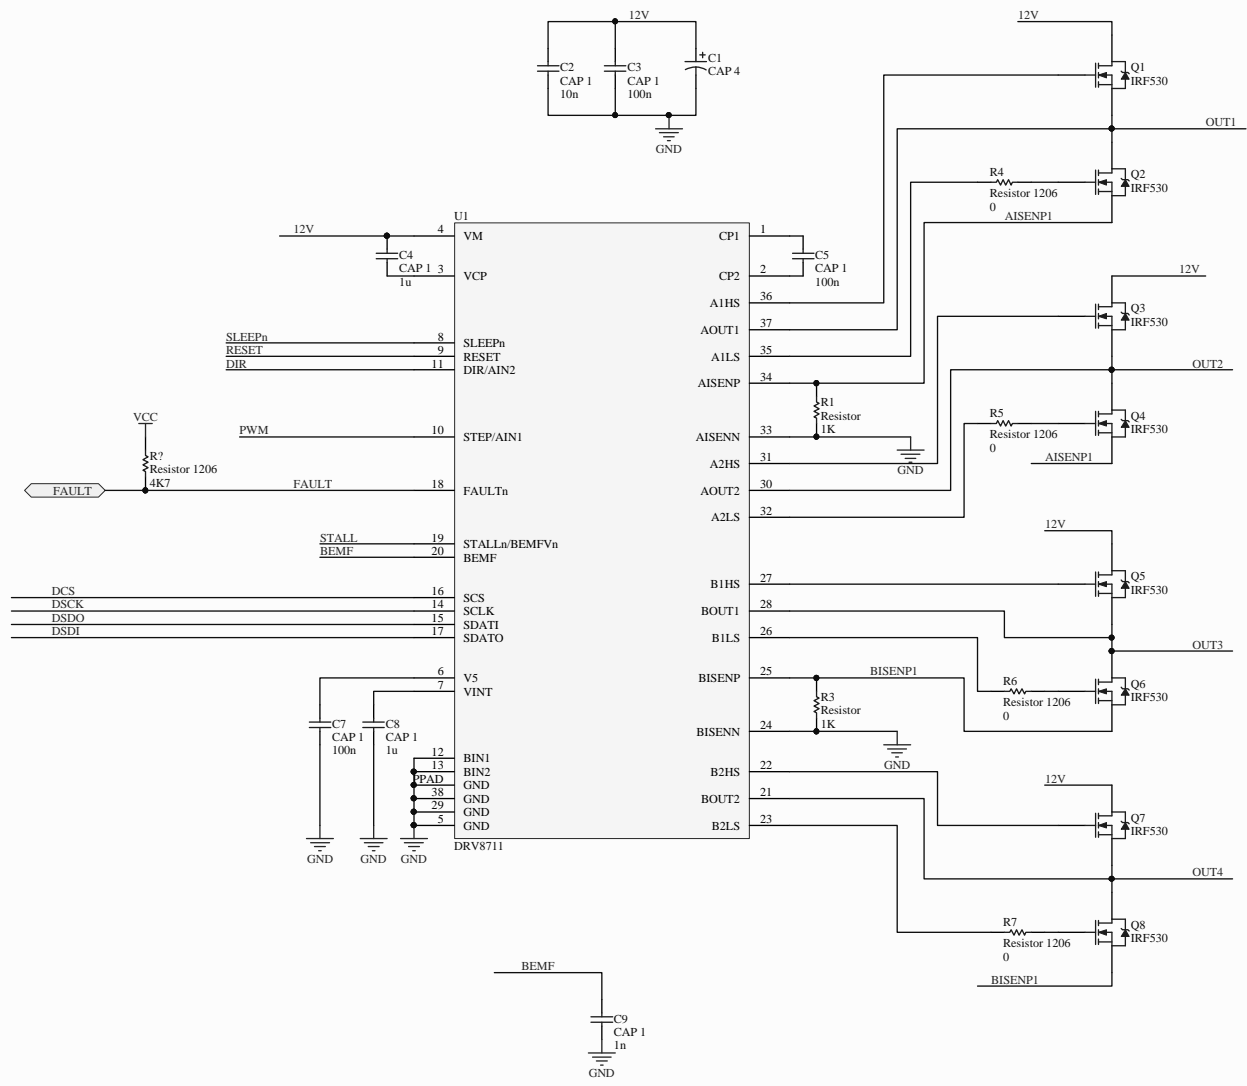 12V
C2
CAP 1
10n
C3
CAP 1
100n
C1
CAP 4
GND
12V
Q1
IRF530
OUT1
R4
Resistor 1206
0
Q2
IRF530
AISENP1
12V
Q3
IRF530
OUT2
R5
Resistor 1206
0
Q4
IRF530
AISENP1
12V
Q5
IRF530
OUT3
R6
Resistor 1206
0
Q6
IRF530
12V
Q7
IRF530
OUT4
R7
Resistor 1206
0
Q8
IRF530
BISENP1
U1
12V
4 VM
C4
CAP 1
1u
3 VCP
SLEEPn 8 SLEEPn
RESET 9 RESET
DIR 11 DIR/AIN2
PWM 10 STEP/AIN1
VCC
R?
Resistor 1206
4K7
FAULT FAULT 18 FAULTn
STALL 19 STALLn/BEMFVn
BEMF 20 BEMF
DCS 16 SCS
DSCK 14 SCLK
DSDO 15 SDATI
DSDI 17 SDATO
6 V5
7 VINT
C7
CAP 1
100n
C8
CAP 1
1u
12 BIN1
13 BIN2
PPAD GND
38 GND
29 GND
5 GND
GND GND GND
DRV8711
CP1 1
CP2 2
C5
CAP 1
100n
A1HS 36
AOUT1 37
A1LS 35
AISENP 34
R1
Resistor
1K
AISENN 33
GND
A2HS 31
AOUT2 30
A2LS 32
B1HS 27
BOUT1 28
B1LS 26
BISENP 25 BISENP1
R3
Resistor
1K
BISENN 24
GND
B2HS 22
BOUT2 21
B2LS 23
BEMF
C9
CAP 1
1n
GND